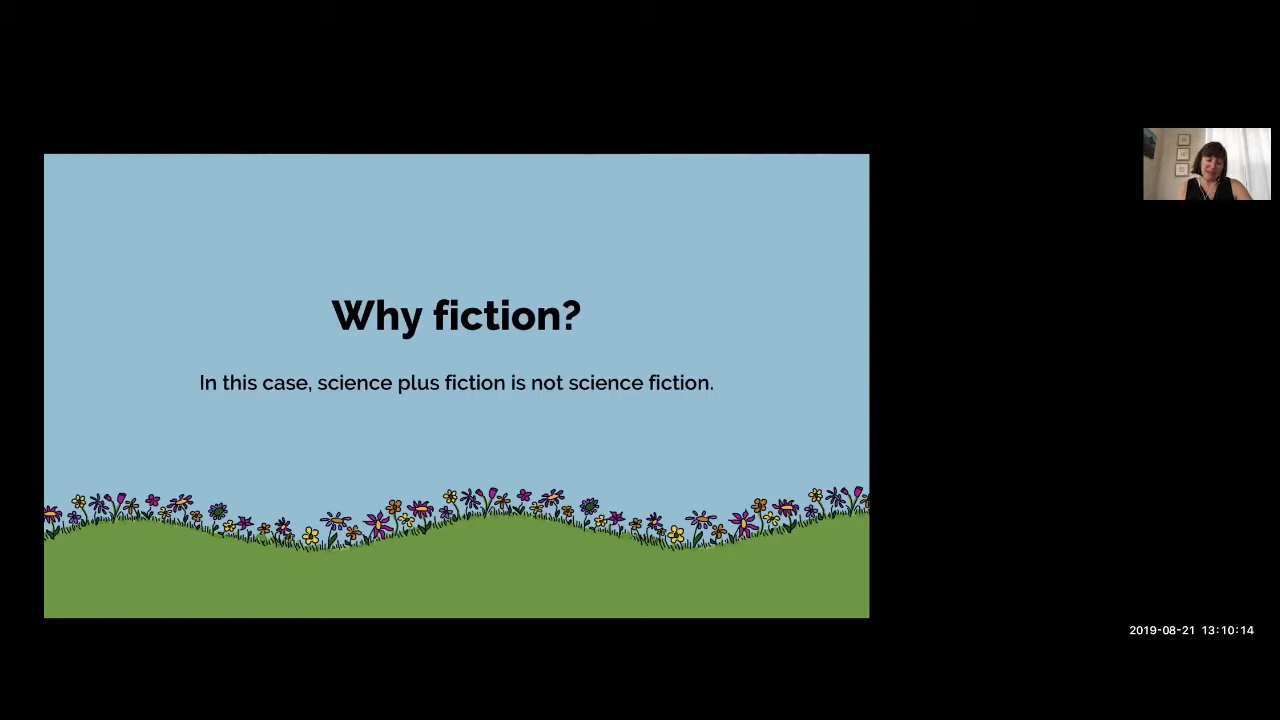 Why fiction?
In this case, science plus fiction is not science fiction.
2019-08-21 13:10:14